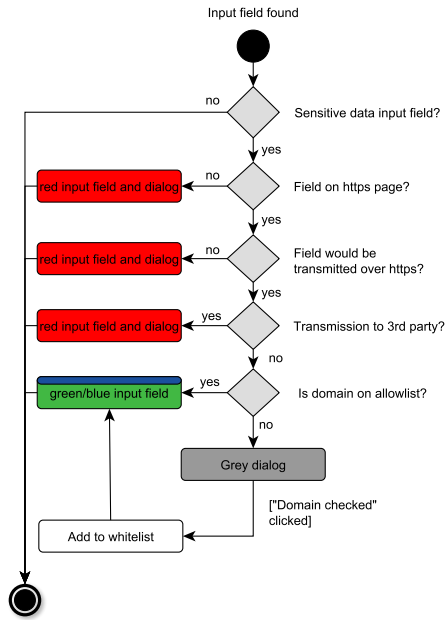 Input field found
no
Sensitive data input field?
yes
red input field and dialog
no
Field on https page?
yes
red input field and dialog
no
Field would be
transmitted over https?
yes
red input field and dialog
yes
Transmission to 3rd party?
no
green/blue input field
yes
Is domain on allowlist?
no
Grey dialog
["Domain checked"
clicked]
Add to whitelist